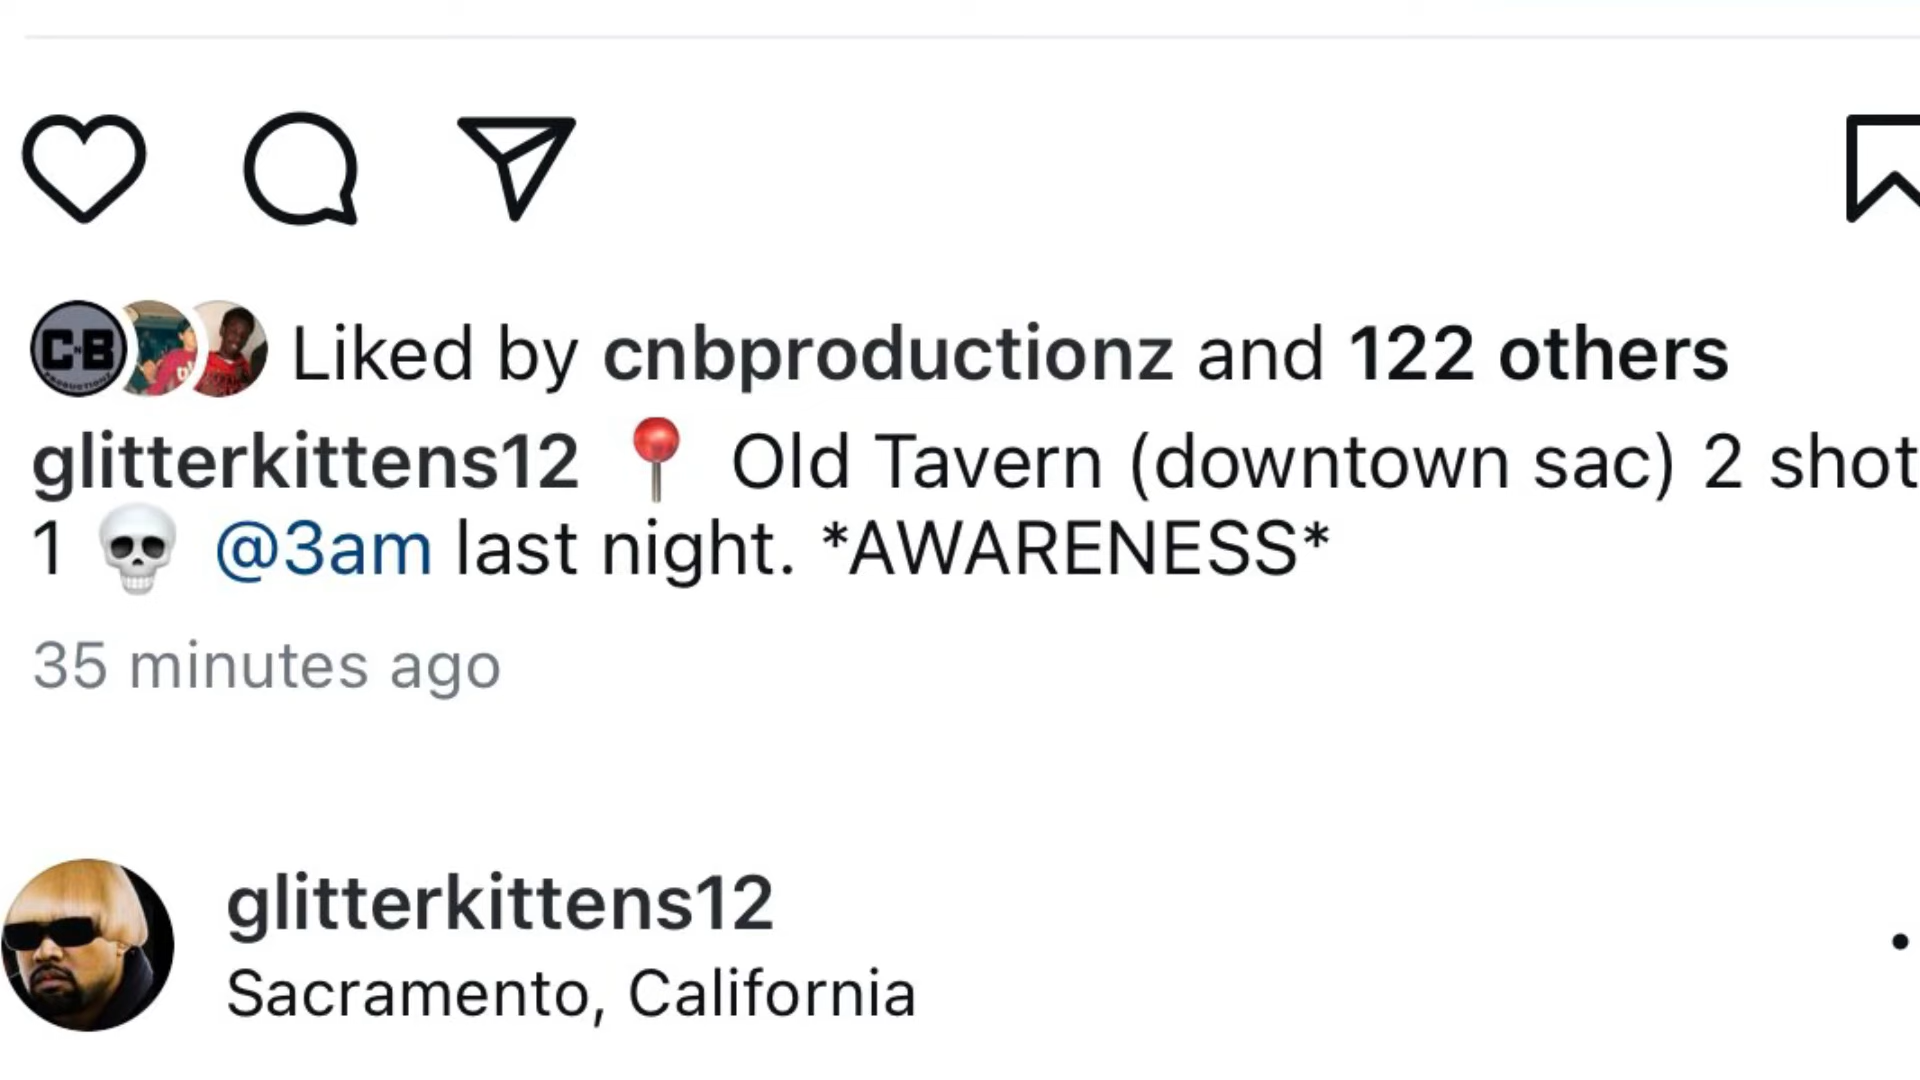 C-B
PRODUCTIONZ
Liked by cnbproductionz and 122 others
glitterkittens12 📍 Old Tavern (downtown sac) 2 shot
1 💀 @3am last night. *AWARENESS*
35 minutes ago
glitterkittens12
Sacramento, California